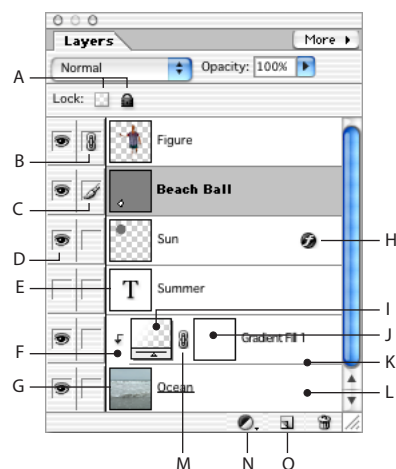 Layers
More
Normal
Opacity: 100%
A
Lock:
B
Figure
C
Beach Ball
D
Sun
H
E
T
Summer
I
F
Gradient Fill 1
J
K
G
Ocean
L
M
N
O